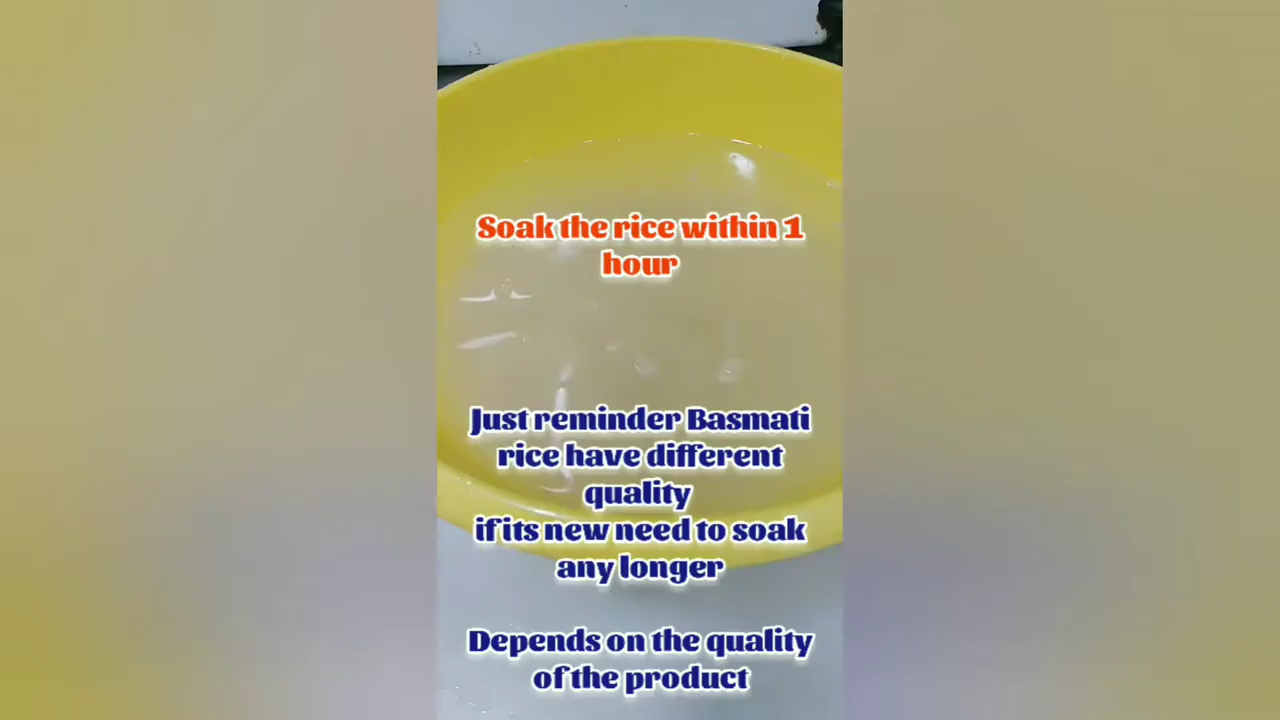 Soak the rice within 1
hour
Just reminder Basmati
rice have different
quality
if its new need to soak
any longer
Depends on the quality
of the product